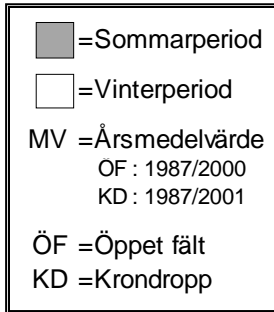 =Sommarperiod
=Vinterperiod
MV =Årsmedelvärde
ÖF : 1987/2000
KD : 1987/2001
ÖF =Öppet fält
KD =Krondropp